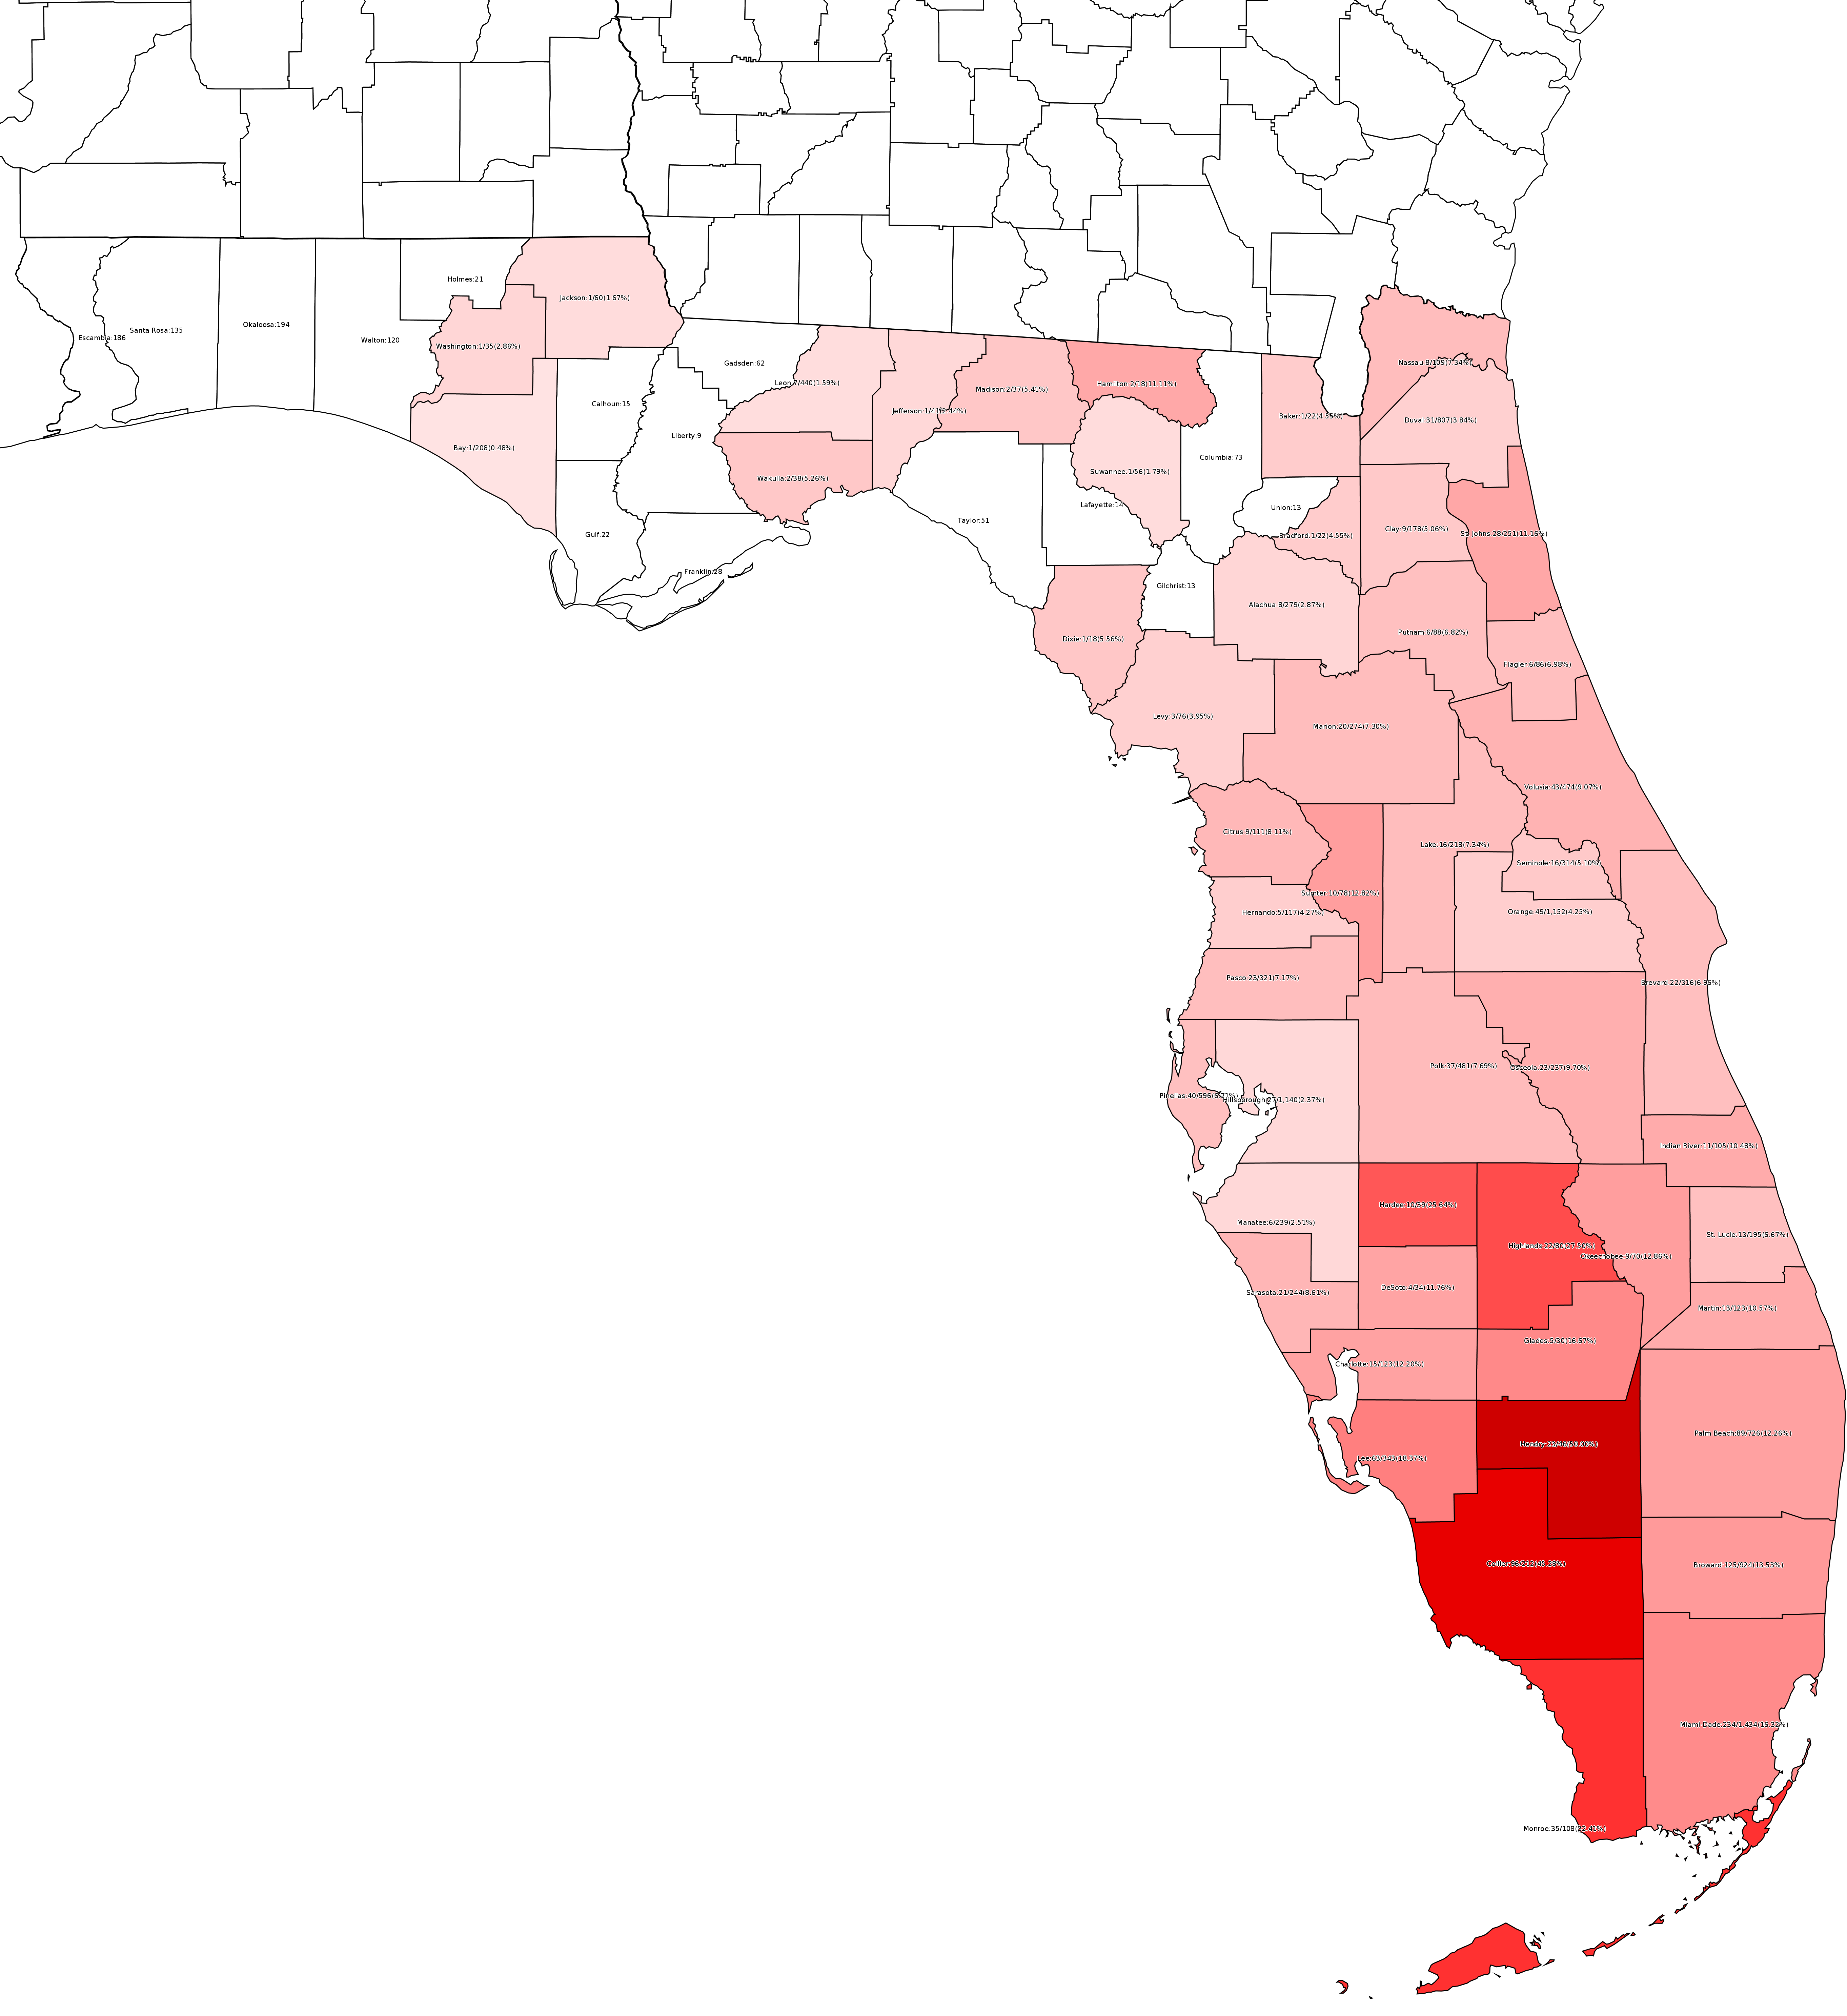 Holmes:21
Jackson:1/60(1.67%)
Okaloosa:194
Santa Rosa:135
Escambia:186
Walton:120
Washington:1/35(2.86%)
Gadsden:62
Nassau:8/109(7.34%)
Leon:7/440(1.59%)
Hamilton:2/18(11.11%)
Madison:2/37(5.41%)
Calhoun:15
Jefferson:1/41(2.44%)
Baker:1/22(4.55%)
Duval:31/807(3.84%)
Liberty:9
Bay:1/208(0.48%)
Columbia:73
Suwannee:1/56(1.79%)
Wakulla:2/38(5.26%)
Lafayette:14
Union:13
Taylor:51
Clay:9/178(5.06%)
St. Johns:28/251(11.16%)
Gulf:22
Bradford:1/22(4.55%)
Franklin:28
Gilchrist:13
Alachua:8/279(2.87%)
Putnam:6/88(6.82%)
Dixie:1/18(5.56%)
Flagler:6/86(6.98%)
Levy:3/76(3.95%)
Marion:20/274(7.30%)
Volusia:43/474(9.07%)
Citrus:9/111(8.11%)
Lake:16/218(7.34%)
Seminole:16/314(5.10%)
Sumter:10/78(12.82%)
Hernando:5/117(4.27%)
Orange:49/1,152(4.25%)
Pasco:23/321(7.17%)
Brevard:22/316(6.96%)
Polk:37/481(7.69%)
Osceola:23/237(9.70%)
Pinellas:40/596(6.71%)
Hillsborough:27/1,140(2.37%)
Indian River:11/105(10.48%)
Hardee:10/39(25.64%)
Manatee:6/239(2.51%)
St. Lucie:13/195(6.67%)
Highlands:22/80(27.50%)
Okeechobee:9/70(12.86%)
DeSoto:4/34(11.76%)
Sarasota:21/244(8.61%)
Martin:13/123(10.57%)
Glades:5/30(16.67%)
Charlotte:15/123(12.20%)
Palm Beach:89/726(12.26%)
Hendry:23/46(50.00%)
Lee:63/343(18.37%)
Collier:96/212(45.28%)
Broward:125/924(13.53%)
Miami-Dade:234/1,434(16.32%)
Monroe:35/108(32.41%)